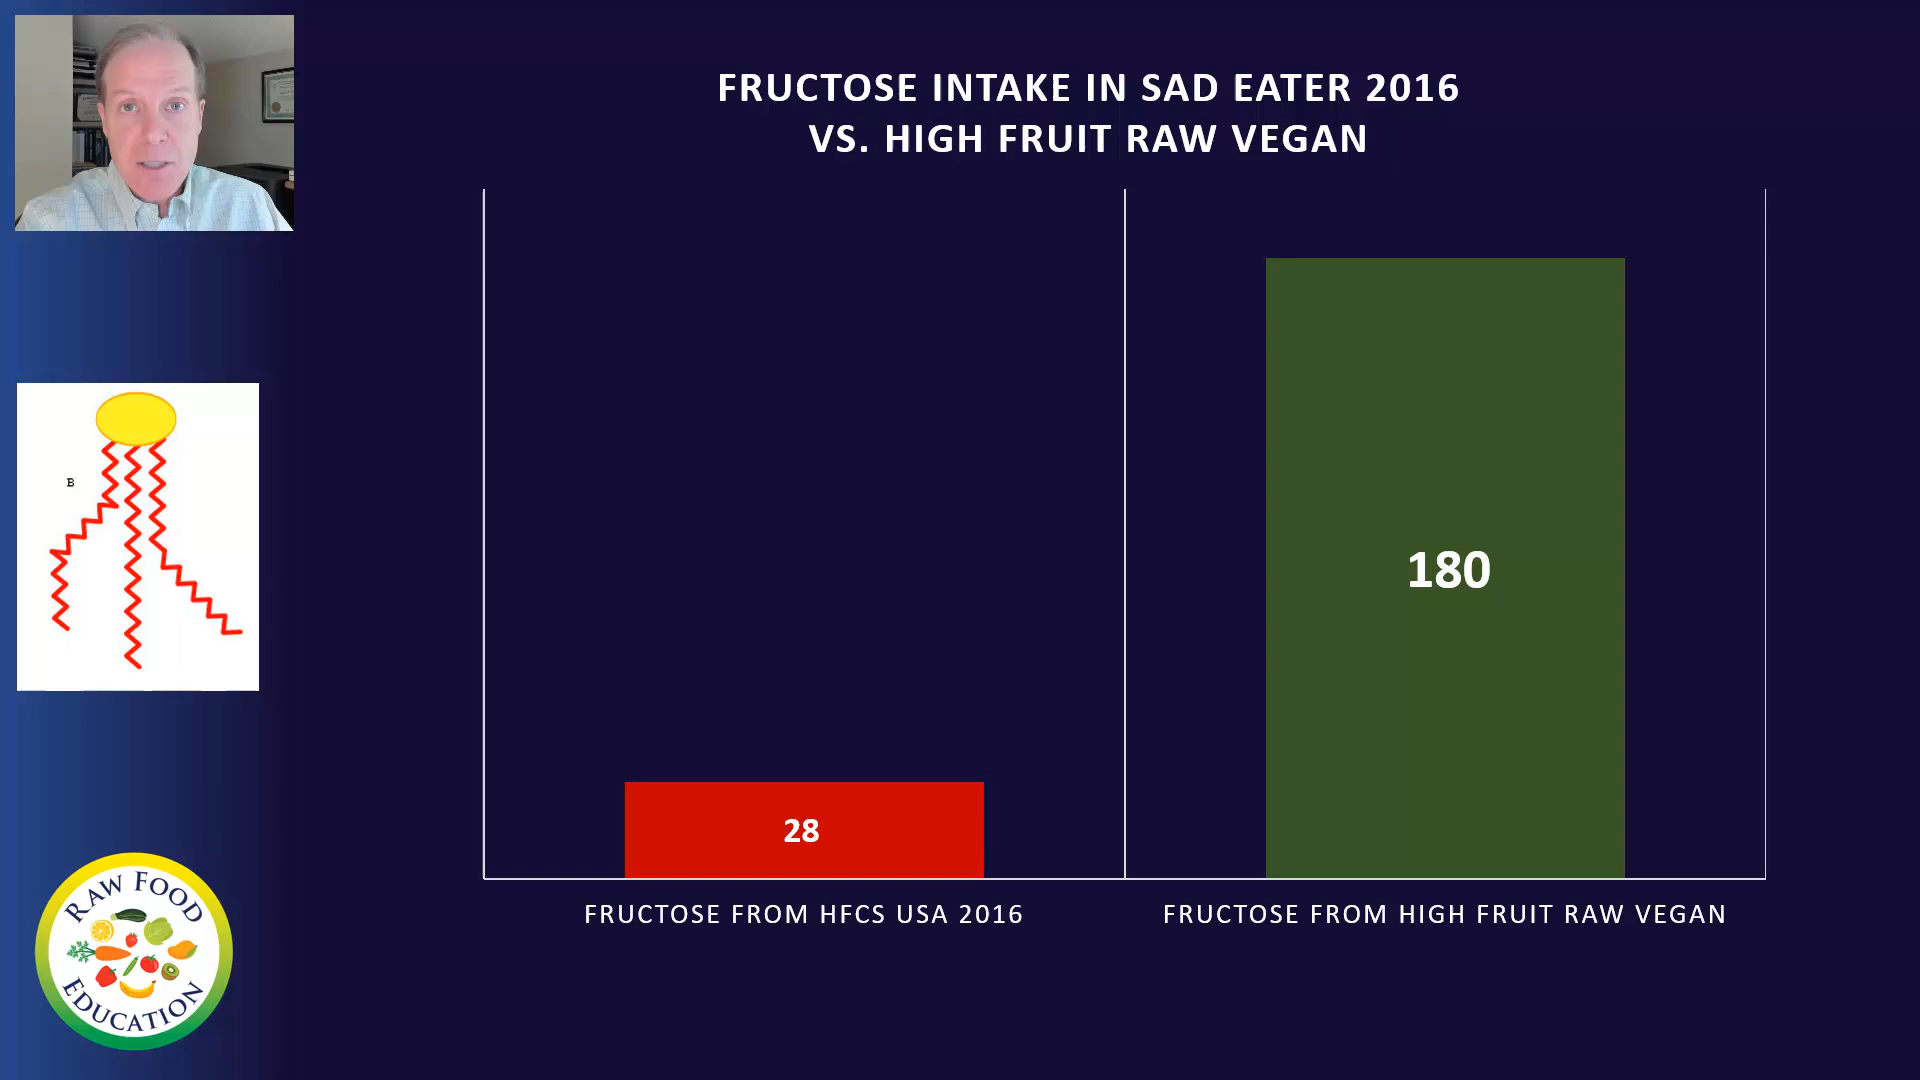 FRUCTOSE INTAKE IN SAD EATER 2016
VS. HIGH FRUIT RAW VEGAN
180
28
FRUCTOSE FROM HFCS USA 2016
FRUCTOSE FROM HIGH FRUIT RAW VEGAN
B
RAW FOOD
EDUCATION